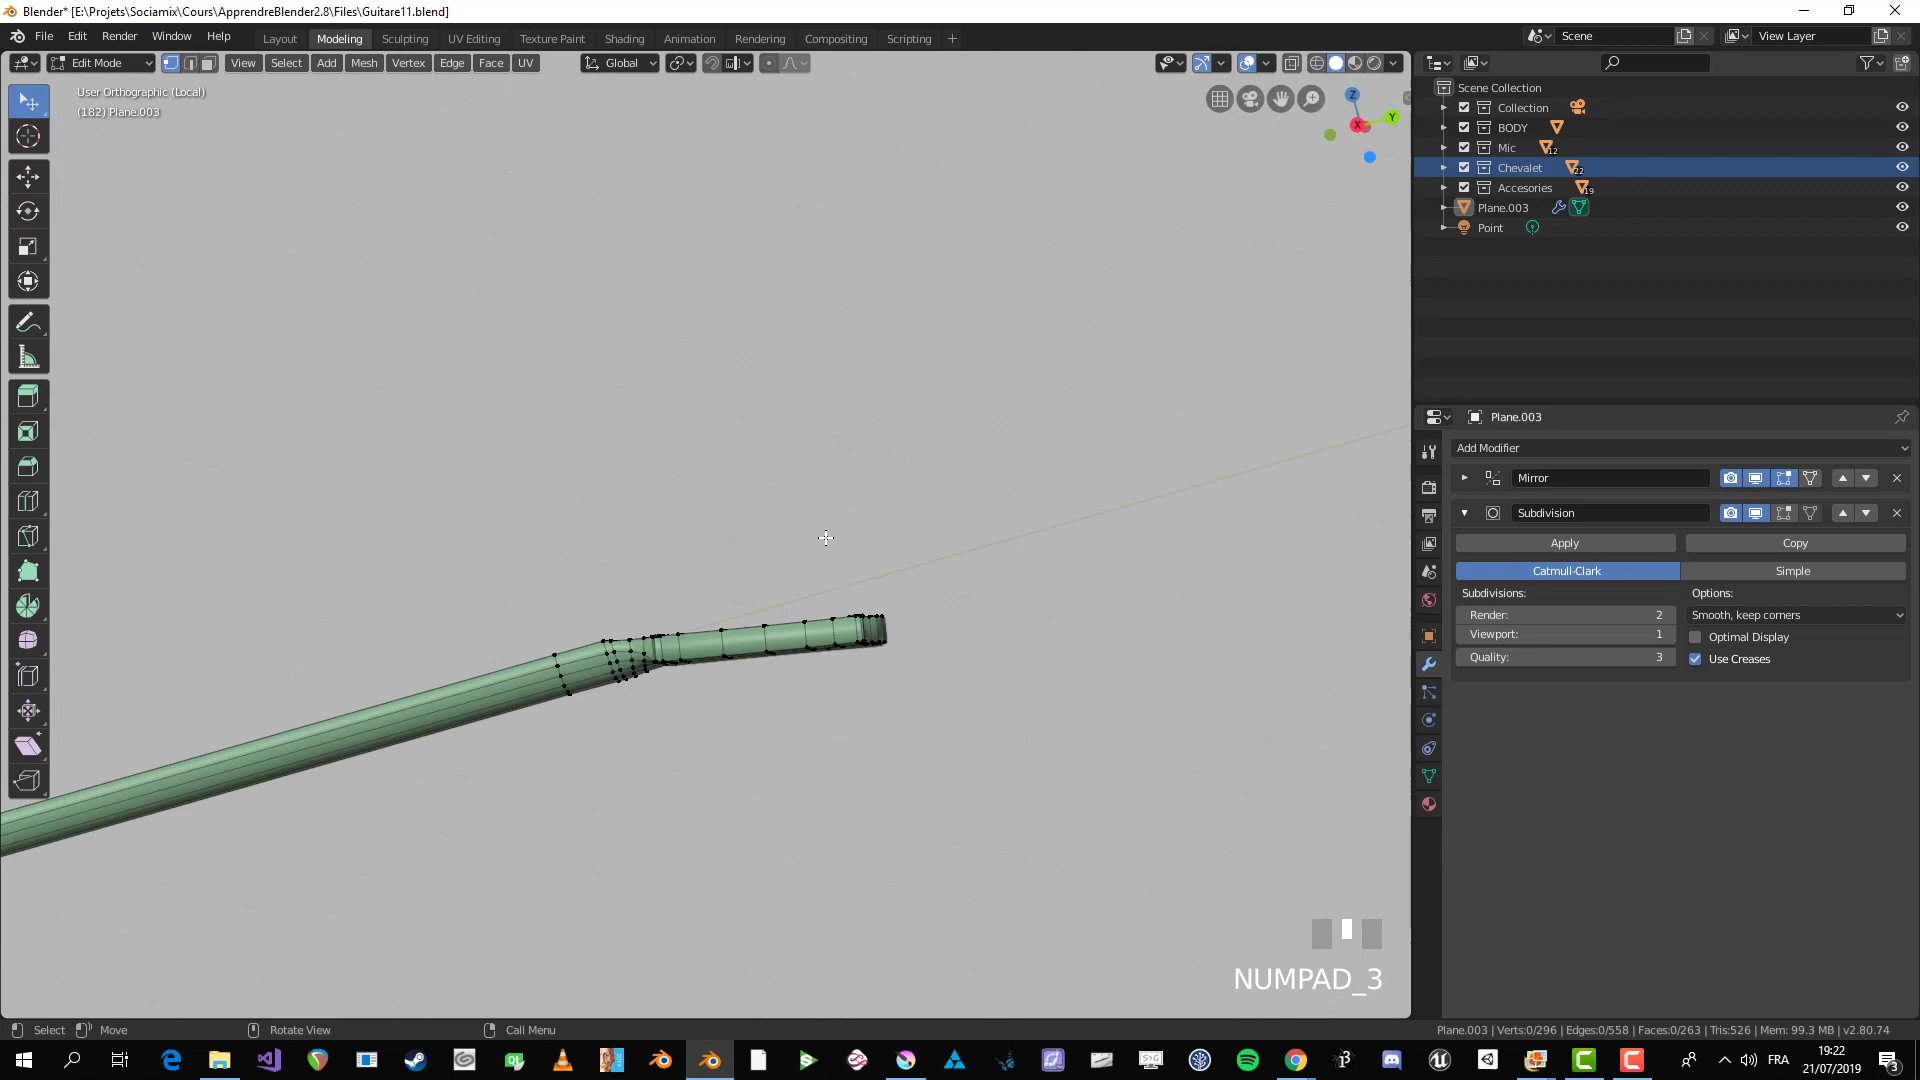 Blender* [E:\Projets\Sociamix\Cours\ApprendreBlender2.8\Files\Guitare11.blend]
File Edit Render Window Help
Layout Modeling Sculpting UV Editing Texture Paint Shading Animation Rendering Compositing Scripting +
Scene View Layer
Edit Mode View Select Add Mesh Vertex Edge Face UV Global
User Orthographic (Local)
(182) Plane.003
Z
Y
X
Scene Collection
Collection
BODY
Mic 12
Chevalet 22
Accesories 19
Plane.003
Point
Plane.003
Add Modifier
Mirror
Subdivision
Apply Copy
Catmull-Clark Simple
Subdivisions: Options:
Render: 2 Smooth, keep corners
Viewport: 1 Optimal Display
Quality: 3 Use Creases
NUMPAD_3
Select Move Rotate View Call Menu
Plane.003 | Verts:0/296 | Edges:0/558 | Faces:0/263 | Tris:526 | Mem: 99.3 MB | v2.80.74
FRA
19:22
21/07/2019
3